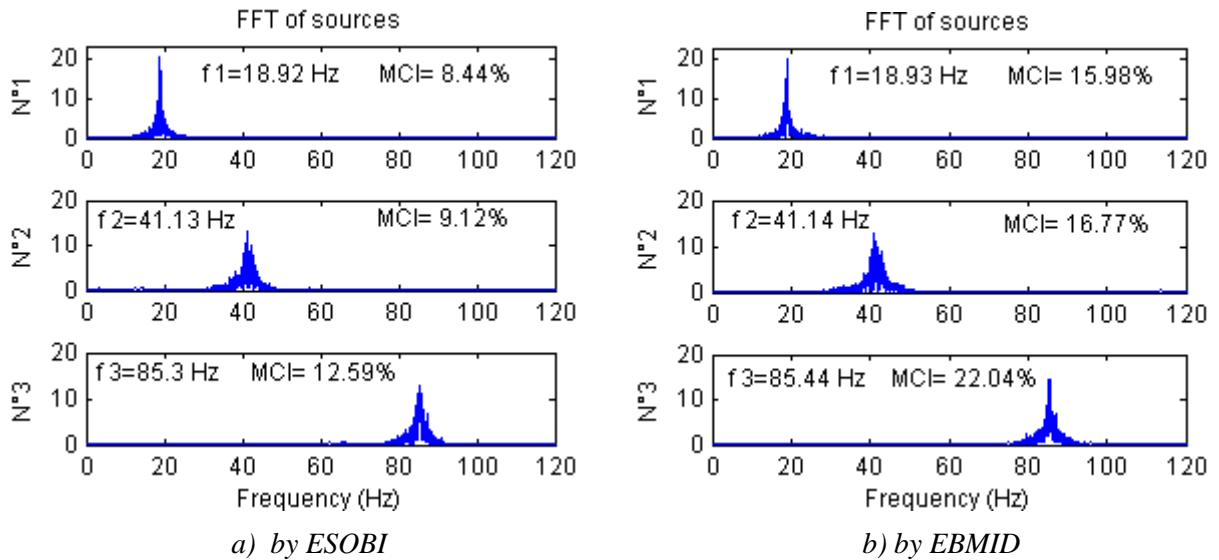 FFT of sources
20
10
0
N°1
f1=18.92 Hz MCI= 8.44%
0 20 40 60 80 100 120
20
10
0
N°2
f2=41.13 Hz MCI= 9.12%
0 20 40 60 80 100 120
20
10
0
N°3
f3=85.3 Hz MCI= 12.59%
0 20 40 60 80 100 120
Frequency (Hz)
a) by ESOBI
FFT of sources
20
10
0
N°1
f1=18.93 Hz MCI= 15.98%
0 20 40 60 80 100 120
20
10
0
N°2
f2=41.14 Hz MCI= 16.77%
0 20 40 60 80 100 120
20
10
0
N°3
f3=85.44 Hz MCI= 22.04%
0 20 40 60 80 100 120
Frequency (Hz)
b) by EBMID